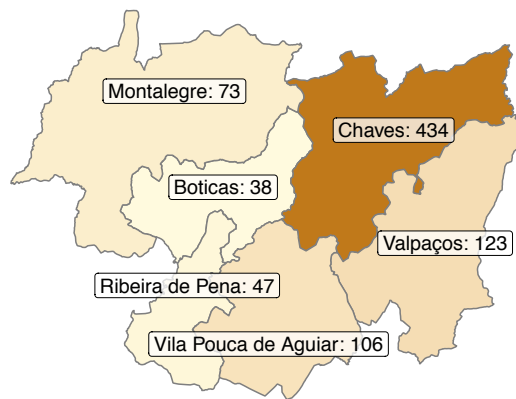 Montalegre: 73
Chaves: 434
Boticas: 38
Valpaços: 123
Ribeira de Pena: 47
Vila Pouca de Aguiar: 106